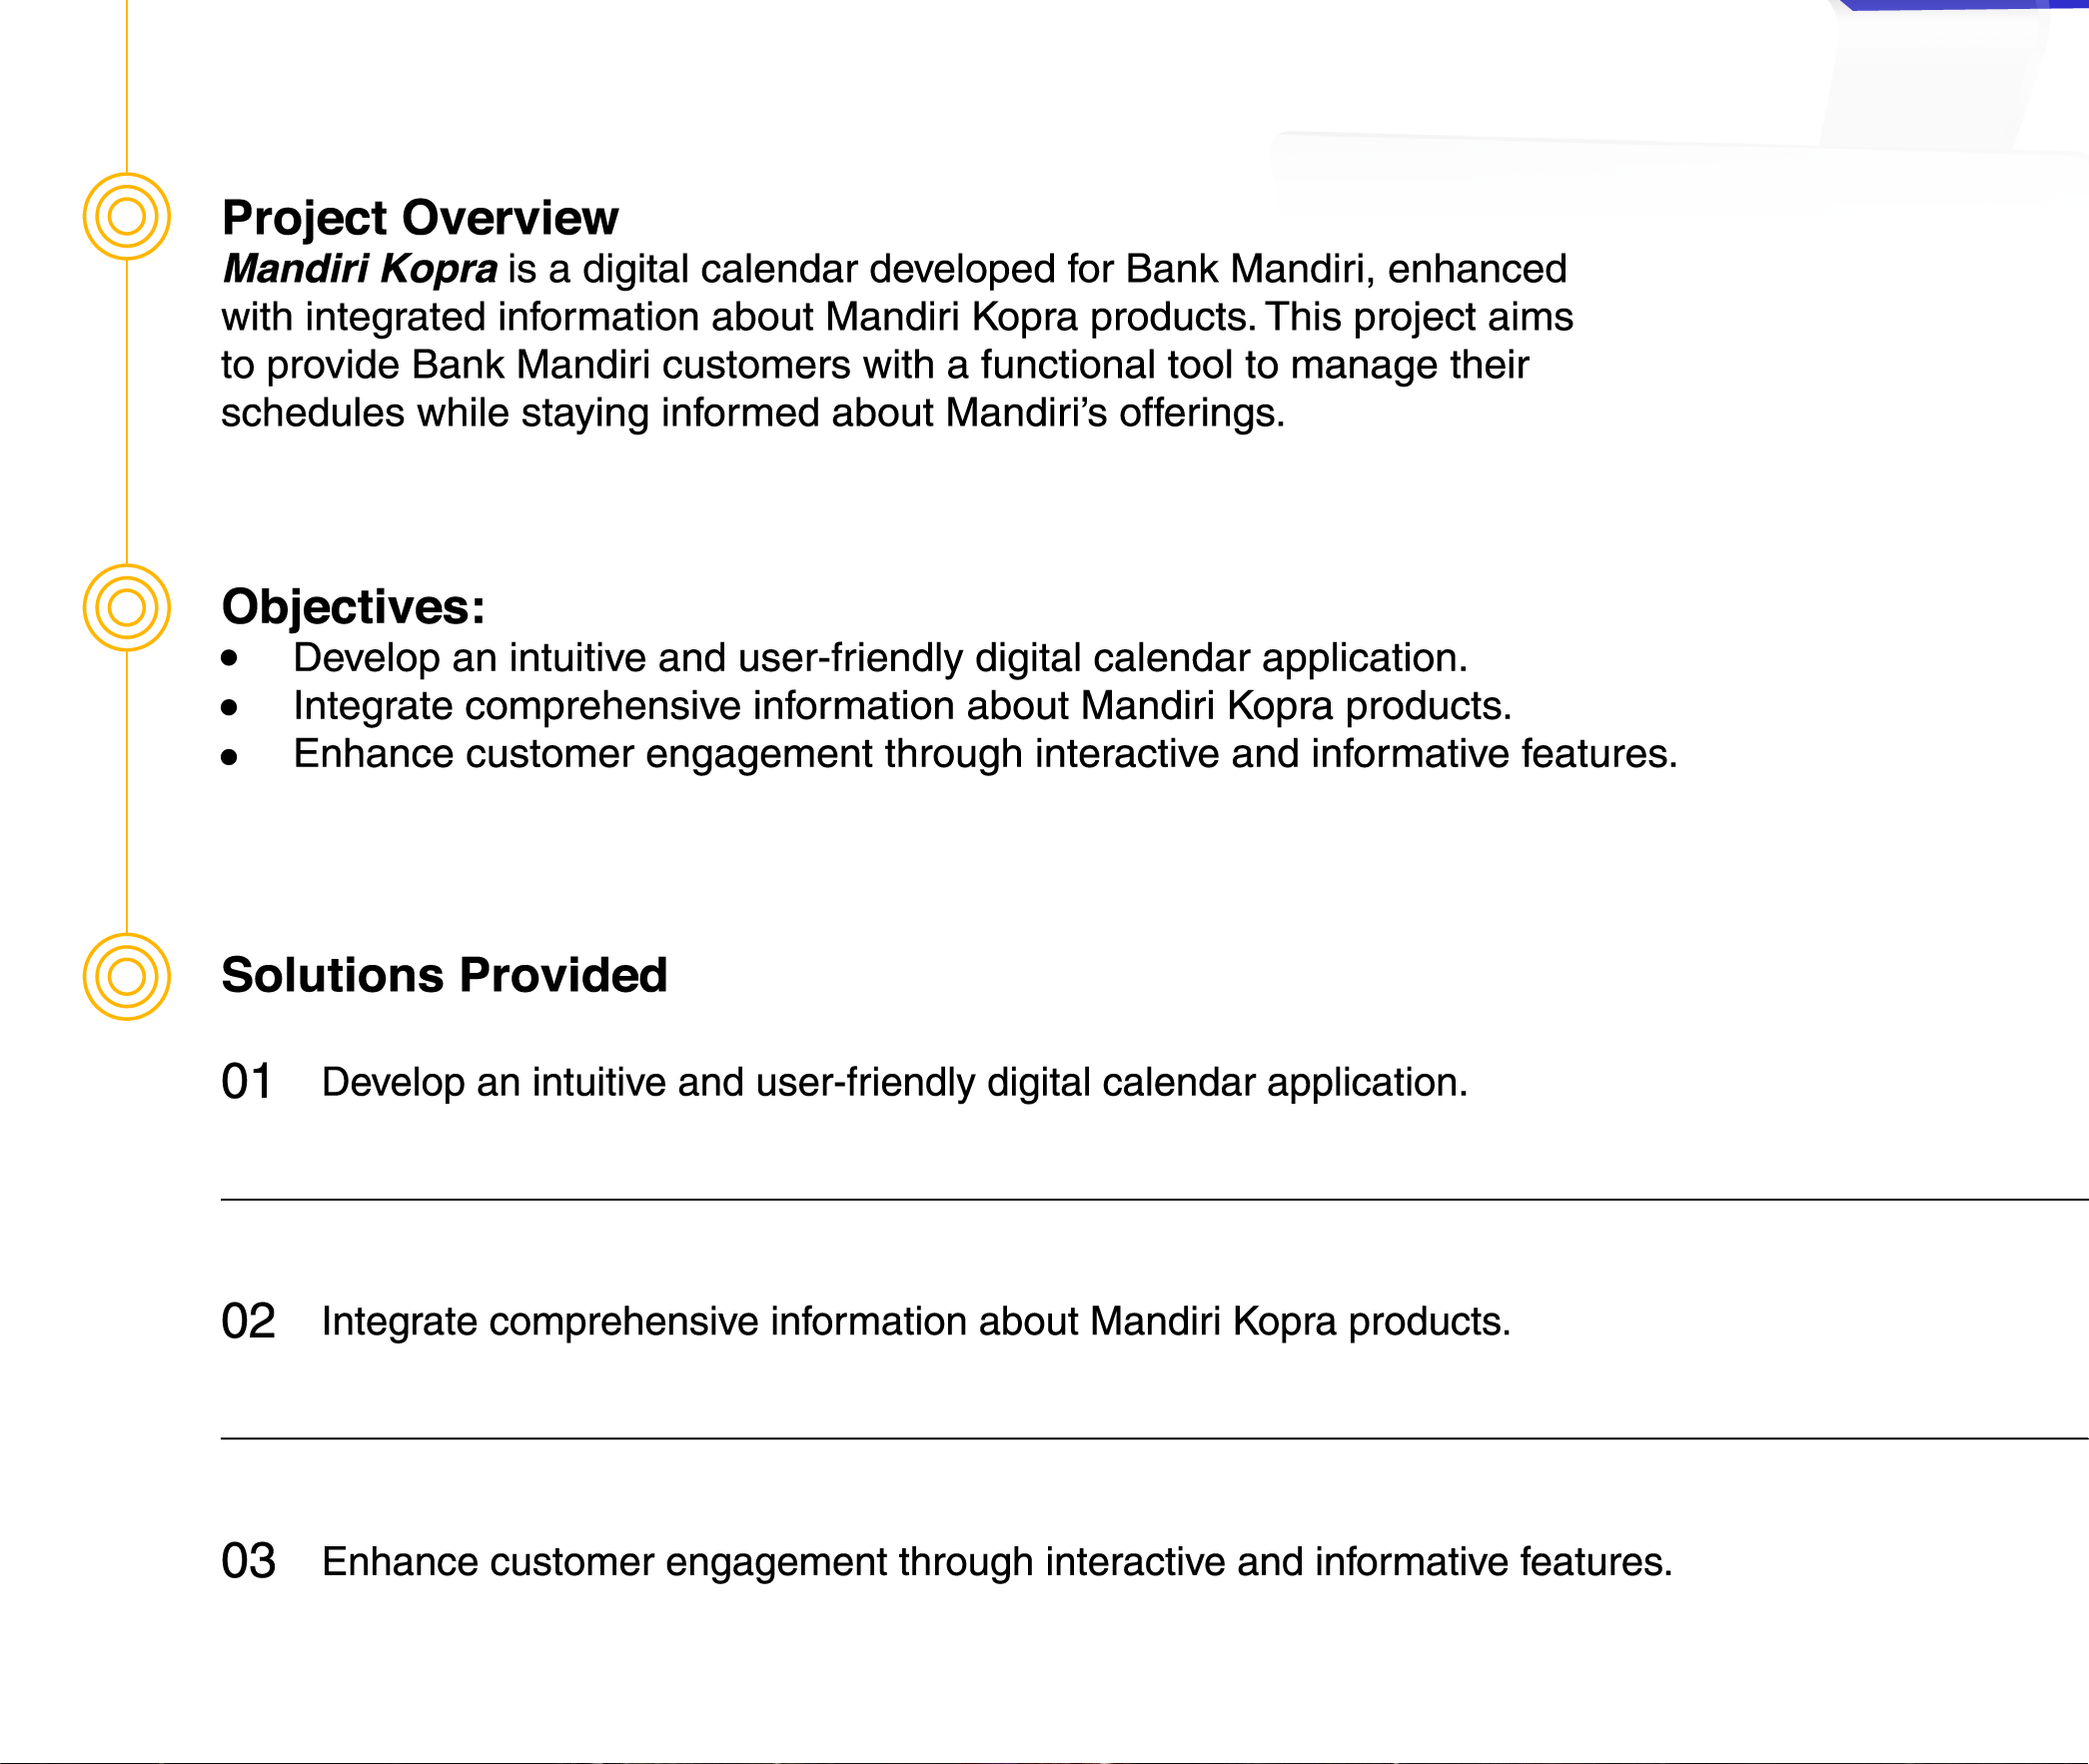 Project Overview
Mandiri Kopra is a digital calendar developed for Bank Mandiri, enhanced
with integrated information about Mandiri Kopra products. This project aims
to provide Bank Mandiri customers with a functional tool to manage their
schedules while staying informed about Mandiri’s offerings.
Objectives:
• Develop an intuitive and user-friendly digital calendar application.
• Integrate comprehensive information about Mandiri Kopra products.
• Enhance customer engagement through interactive and informative features.
Solutions Provided
01 Develop an intuitive and user-friendly digital calendar application.
02 Integrate comprehensive information about Mandiri Kopra products.
03 Enhance customer engagement through interactive and informative features.